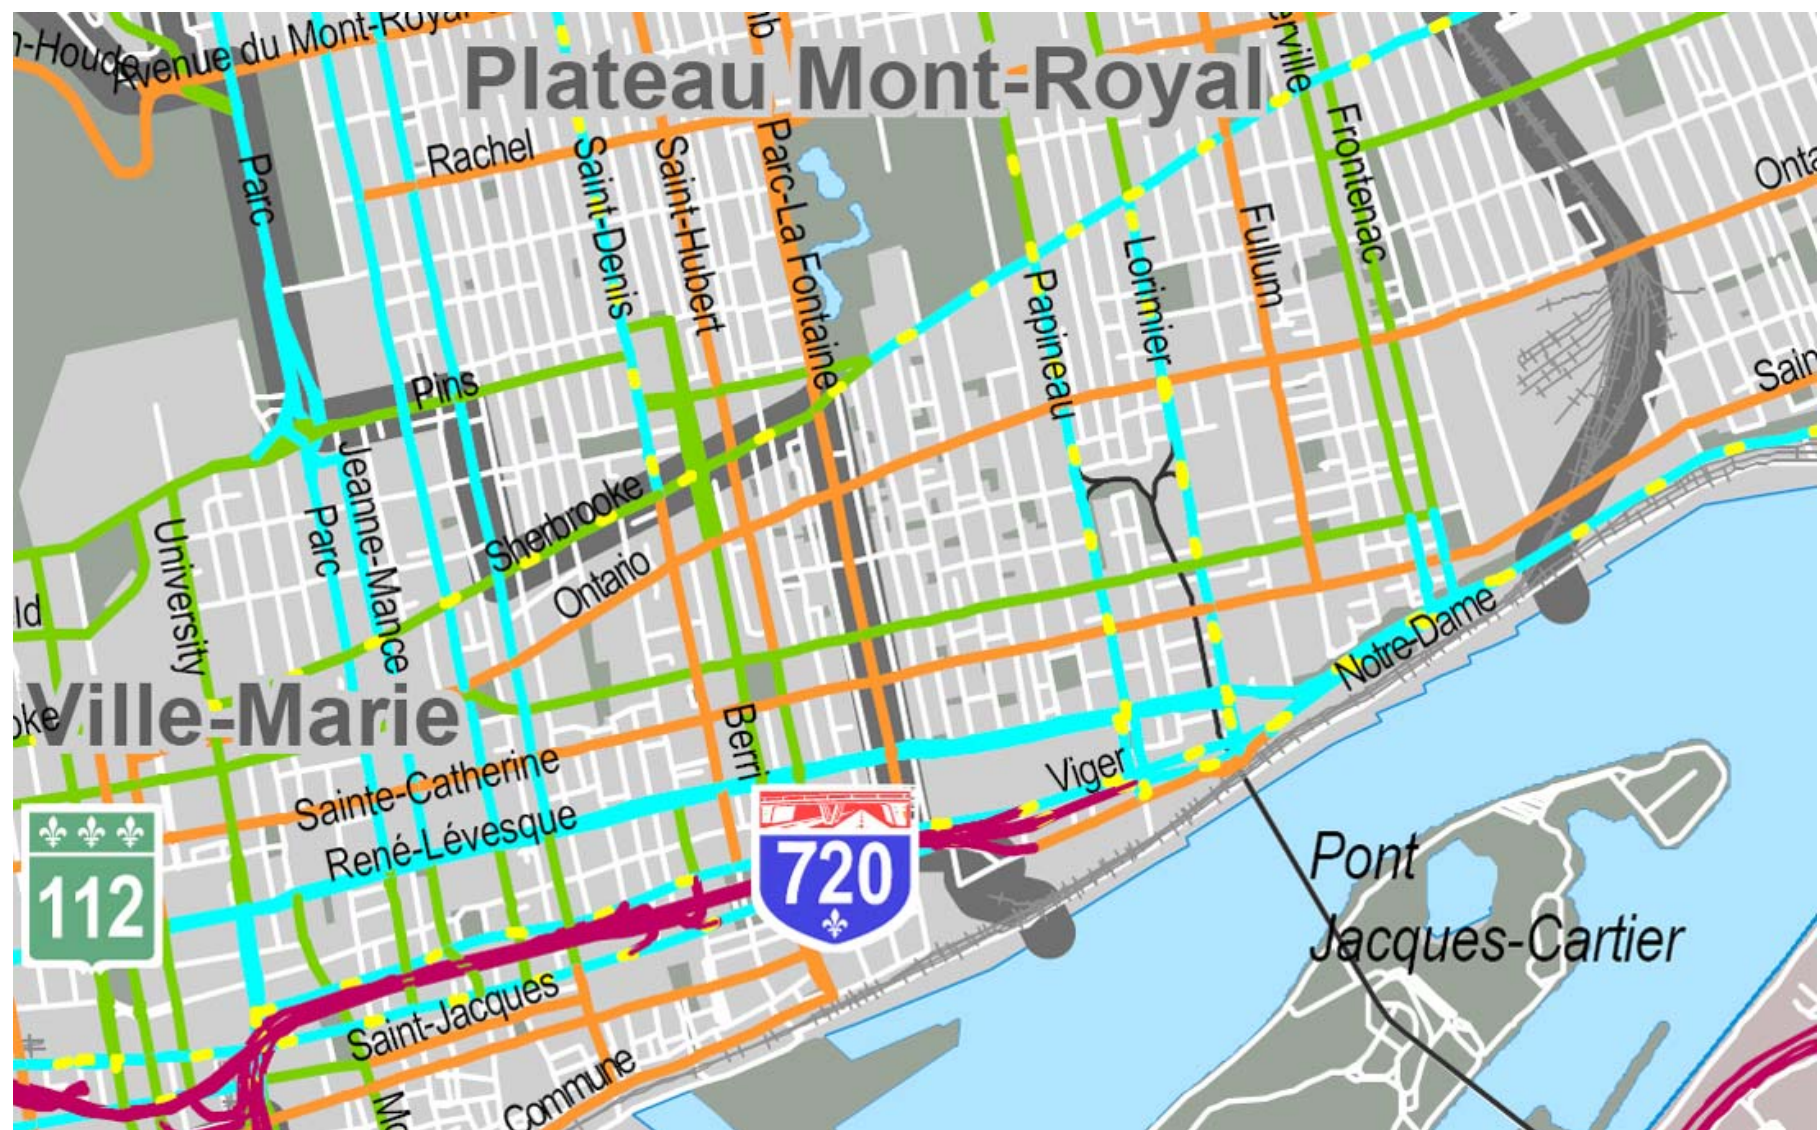 Avenue du Mont-Royal
Plateau Mont-Royal
Rachel
Parc
Saint-Denis
Saint-Hubert
Parc-La Fontaine
Papineau
Lorimier
Fullum
Frontenac
Pins
Jeanne-Mance
Parc
University
Sherbrooke
Ontario
Notre-Dame
Ville-Marie
Berri
Viger
Sainte-Catherine
René-Lévesque
112
720
Pont
Jacques-Cartier
Saint-Jacques
Commune